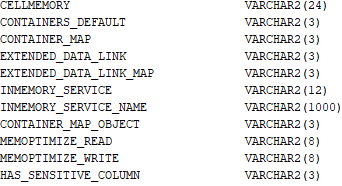 CELLMEMORY VARCHAR2(24)
CONTAINERS_DEFAULT VARCHAR2(3)
CONTAINER_MAP VARCHAR2(3)
EXTENDED_DATA_LINK VARCHAR2(3)
EXTENDED_DATA_LINK_MAP VARCHAR2(3)
INMEMORY_SERVICE VARCHAR2(12)
INMEMORY_SERVICE_NAME VARCHAR2(1000)
CONTAINER_MAP_OBJECT VARCHAR2(3)
MEMOPTIMIZE_READ VARCHAR2(8)
MEMOPTIMIZE_WRITE VARCHAR2(8)
HAS_SENSITIVE_COLUMN VARCHAR2(3)